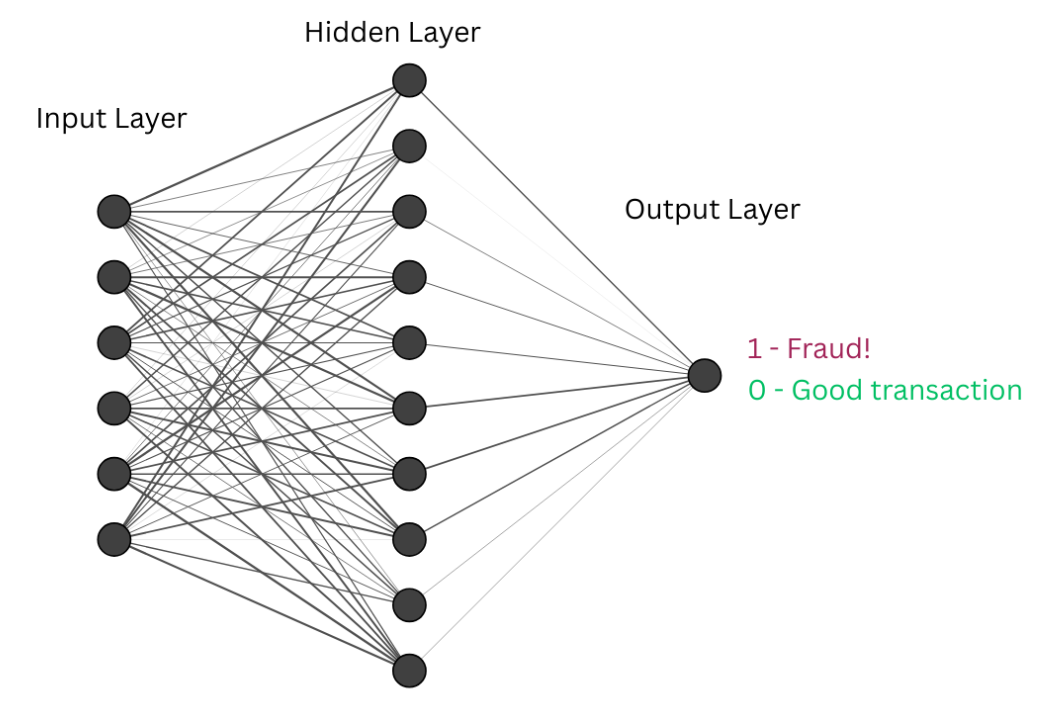 Hidden Layer
Input Layer
Output Layer
1 - Fraud!
0 - Good transaction